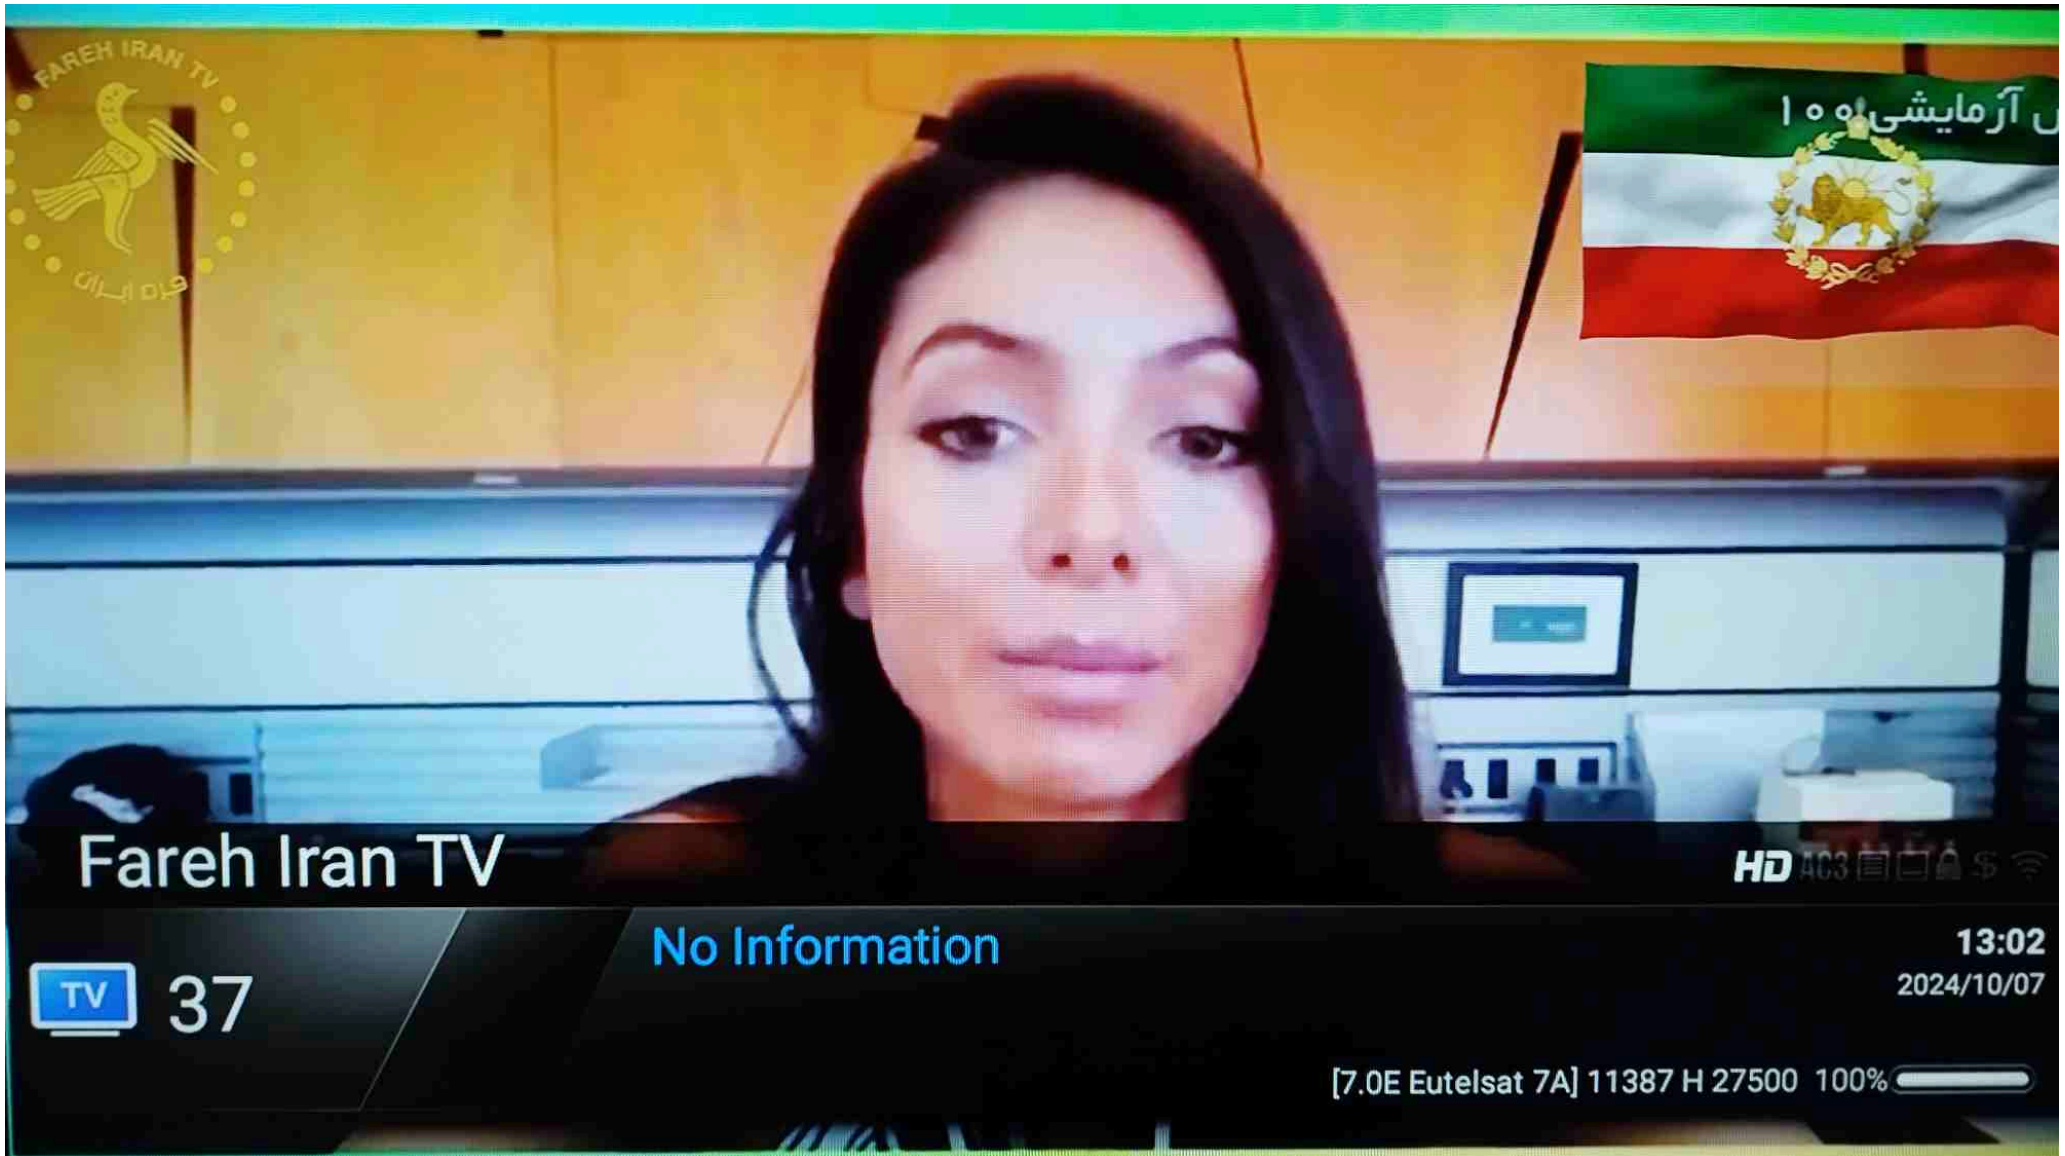 FAREH IRAN TV
فره ایران
آزمایشی ۱۰۰
Fareh Iran TV
HD AC3 $
TV 37
No Information
13:02
2024/10/07
[7.0E Eutelsat 7A] 11387 H 27500 100%